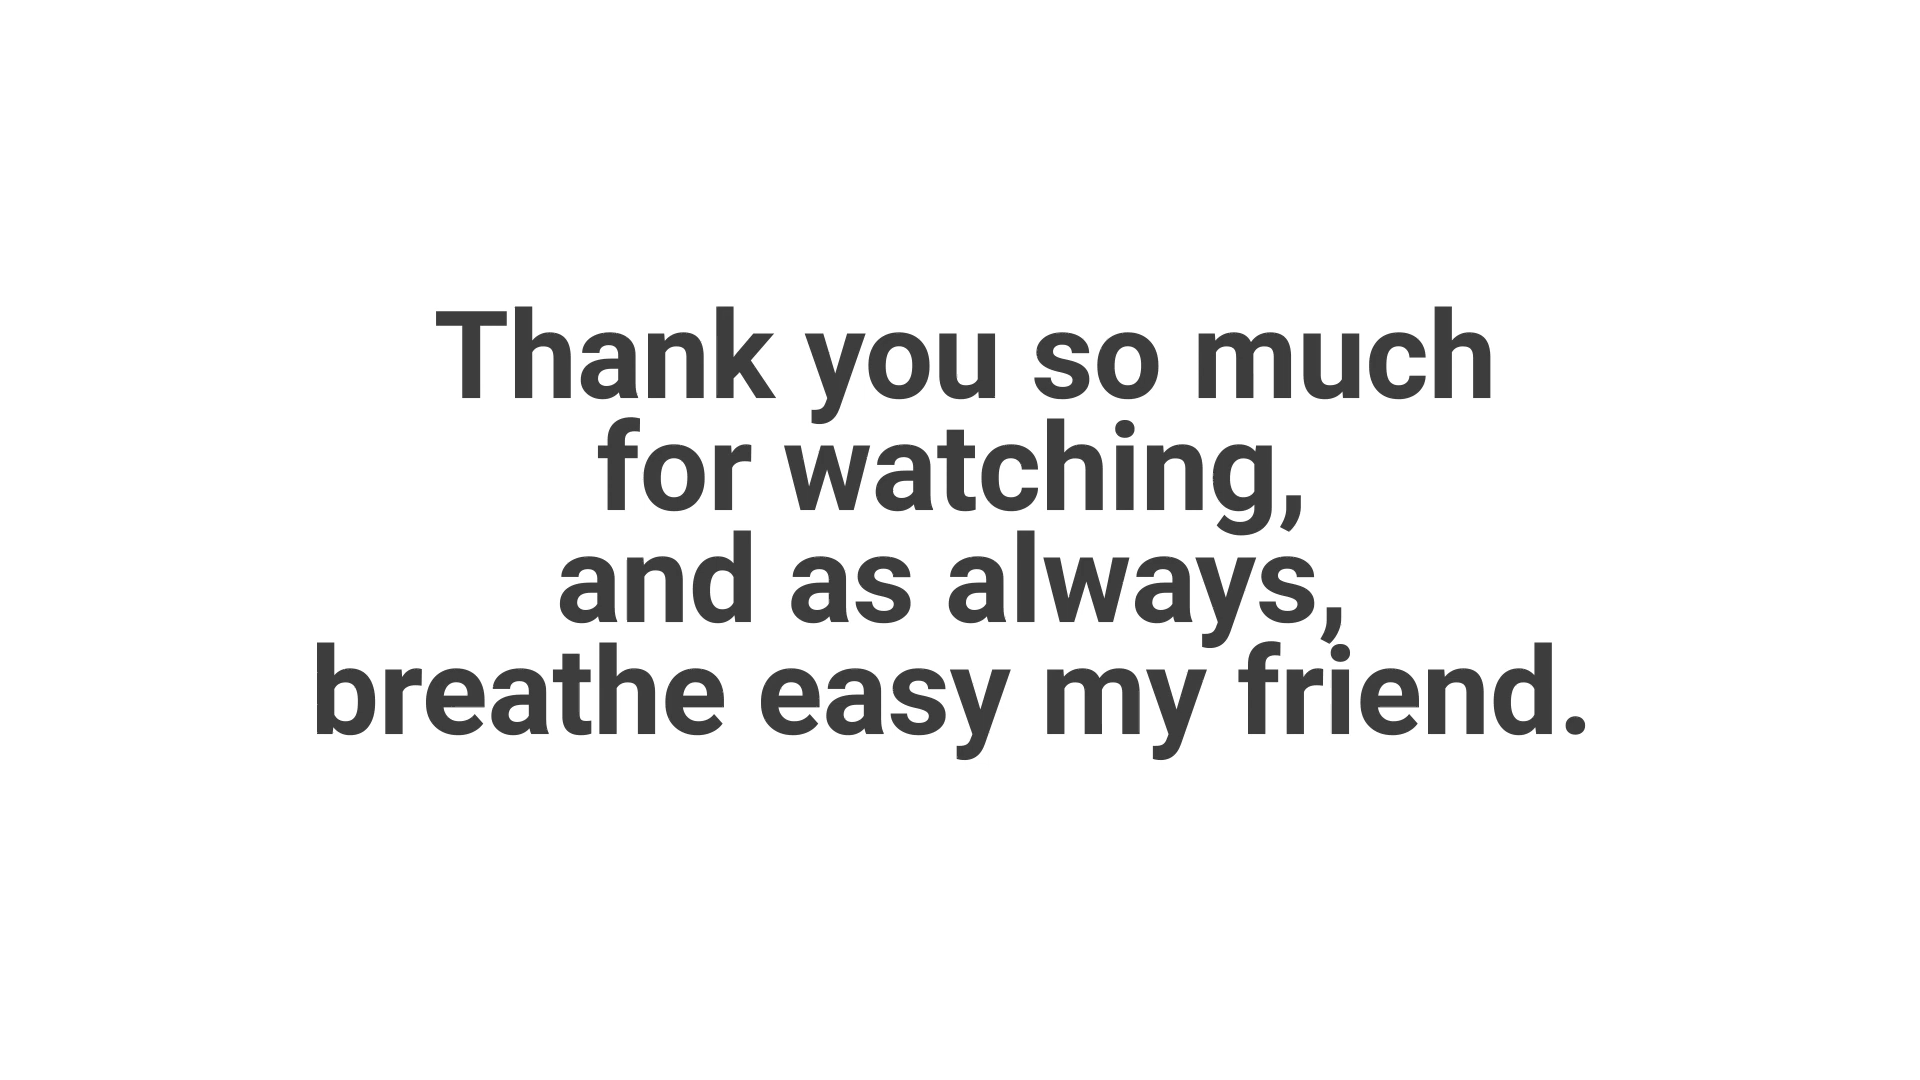 Thank you so much
for watching,
and as always,
breathe easy my friend.